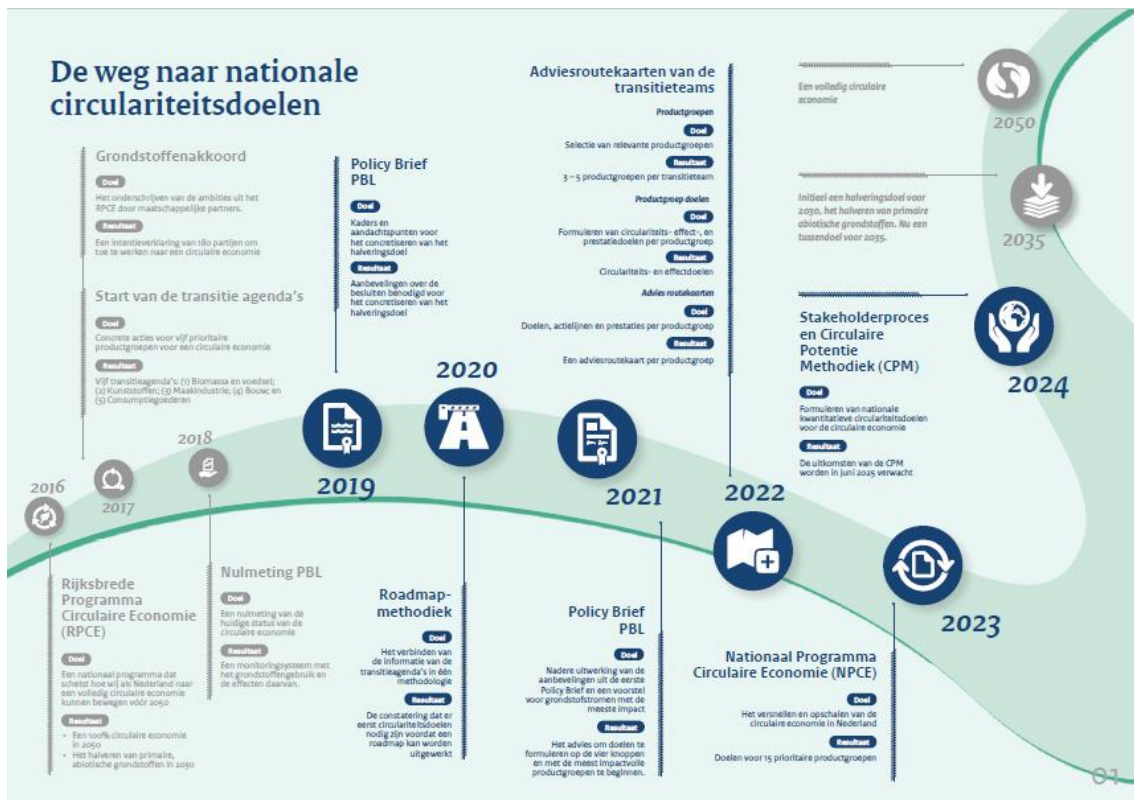 De weg naar nationale
circulariteitsdoelen
Grondstoffenakkoord
Doel
Het onderschrijven van de ambities uit het
RPCE door maatschappelijke partners.
Resultaat
Een intentieverklaring van 180 partijen om
toe te werken naar een circulaire economie
Start van de transitie agenda's
Doel
Concrete acties voor vijf prioritaire
productgroepen voor een circulaire economie
Resultaat
Vijf transitieagenda's: (1) Biomassa en voedsel;
(2) Kunststoffen; (3) Maakindustrie; (4) Bouw; en
(5) Consumptiegoederen
Policy Brief
PBL
Doel
Kaders en
aandachtspunten voor
het concretiseren van het
halveringsdoel
Resultaat
Aanbevelingen over de
besluiten benodigd voor
het concretiseren van het
halveringsdoel
Adviesroutekaarten van de
transitieteams
Productgroepen
Doel
Selectie van relevante productgroepen
Resultaat
3 – 5 productgroepen per transitieteam
Productgroep doelen
Doel
Formuleren van circulariteits- effect-, en
prestatiedoelen per productgroep
Resultaat
Circulariteits- en effectdoelen
Advies routekaarten
Doel
Doelen, actielijnen en prestaties per productgroep
Resultaat
Een adviesroutekaart per productgroep
Een volledig circulaire
economie
2050
Initieel een halveringsdoel voor
2030, het halveren van primaire
abiotische grondstoffen. Nu een
tussendoel voor 2035.
2035
Stakeholderproces
en Circulaire
Potentie
Methodiek (CPM)
Doel
Formuleren van nationale
kwantitatieve circulariteitsdoelen
voor de circulaire economie
Resultaat
De uitkomsten van de CPM
worden in juni 2025 verwacht
2024
2016
2017
2018
2019
2020
2021
2022
2023
Rijksbrede
Programma
Circulaire Economie
(RPCE)
Doel
Een nationaal programma dat
schetst hoe wij als Nederland naar
een volledig circulaire economie
kunnen bewegen vóór 2050
Resultaat
• Een 100% circulaire economie
in 2050
• Het halveren van primaire,
abiotische grondstoffen in 2030
Nulmeting PBL
Doel
Een nulmeting van de
huidige status van de
circulaire economie
Resultaat
Een monitoringsysteem met
het grondstoffengebruik en
de effecten daarvan.
Roadmap-
methodiek
Doel
Het verbinden van
de informatie van de
transitieagenda's in één
methodologie
Resultaat
De constatering dat er
eerst circulariteitsdoelen
nodig zijn voordat een
roadmap kan worden
uitgewerkt
Policy Brief
PBL
Doel
Nadere uitwerking van de
aanbevelingen uit de eerste
Policy Brief en een voorstel
voor grondstofstromen met de
meeste impact
Resultaat
Het advies om doelen te
formuleren op de vier knoppen
en met de meest impactvolle
productgroepen te beginnen.
Nationaal Programma
Circulaire Economie (NPCE)
Doel
Het versnellen en opschalen van de
circulaire economie in Nederland
Resultaat
Doelen voor 15 prioritaire productgroepen
01